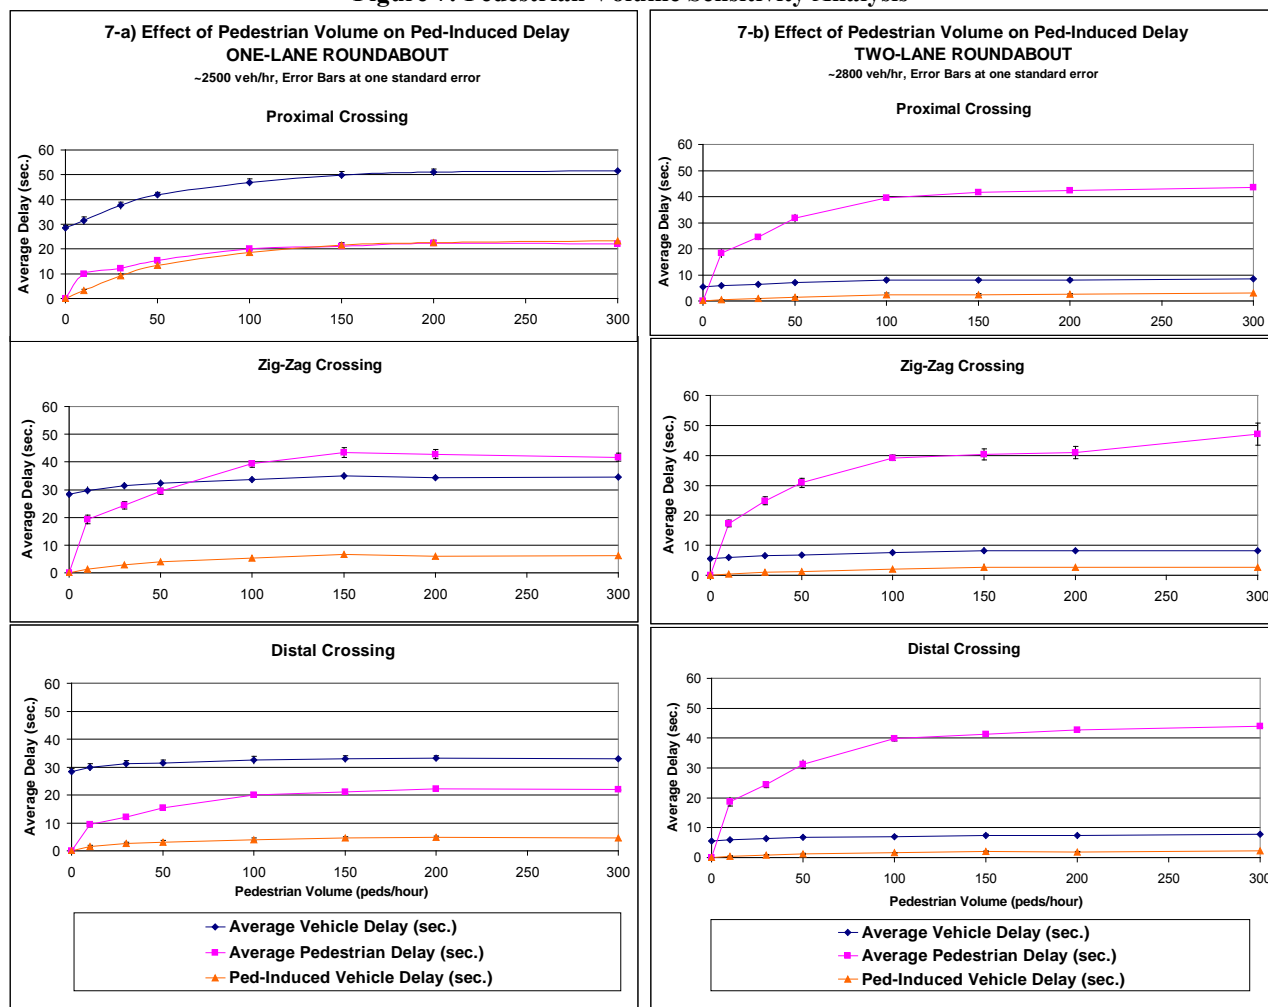 Figure 7: Pedestrian Volume Sensitivity Analysis
7-a) Effect of Pedestrian Volume on Ped-Induced Delay
ONE-LANE ROUNDABOUT
~2500 veh/hr, Error Bars at one standard error
Proximal Crossing
Average Delay (sec.)
60
50
40
30
20
10
0
0 50 100 150 200 250 300
Zig-Zag Crossing
Average Delay (sec.)
60
50
40
30
20
10
0
0 50 100 150 200 250 300
Distal Crossing
Average Delay (sec.)
60
50
40
30
20
10
0
0 50 100 150 200 250 300
Pedestrian Volume (peds/hour)
Average Vehicle Delay (sec.)
Average Pedestrian Delay (sec.)
Ped-Induced Vehicle Delay (sec.)
7-b) Effect of Pedestrian Volume on Ped-Induced Delay
TWO-LANE ROUNDABOUT
~2800 veh/hr, Error Bars at one standard error
Proximal Crossing
Average Delay (sec.)
60
50
40
30
20
10
0
0 50 100 150 200 250 300
Zig-Zag Crossing
Average Delay (sec.)
60
50
40
30
20
10
0
0 50 100 150 200 250 300
Distal Crossing
Average Delay (sec.)
60
50
40
30
20
10
0
0 50 100 150 200 250 300
Pedestrian Volume (peds/hour)
Average Vehicle Delay (sec.)
Average Pedestrian Delay (sec.)
Ped-Induced Vehicle Delay (sec.)